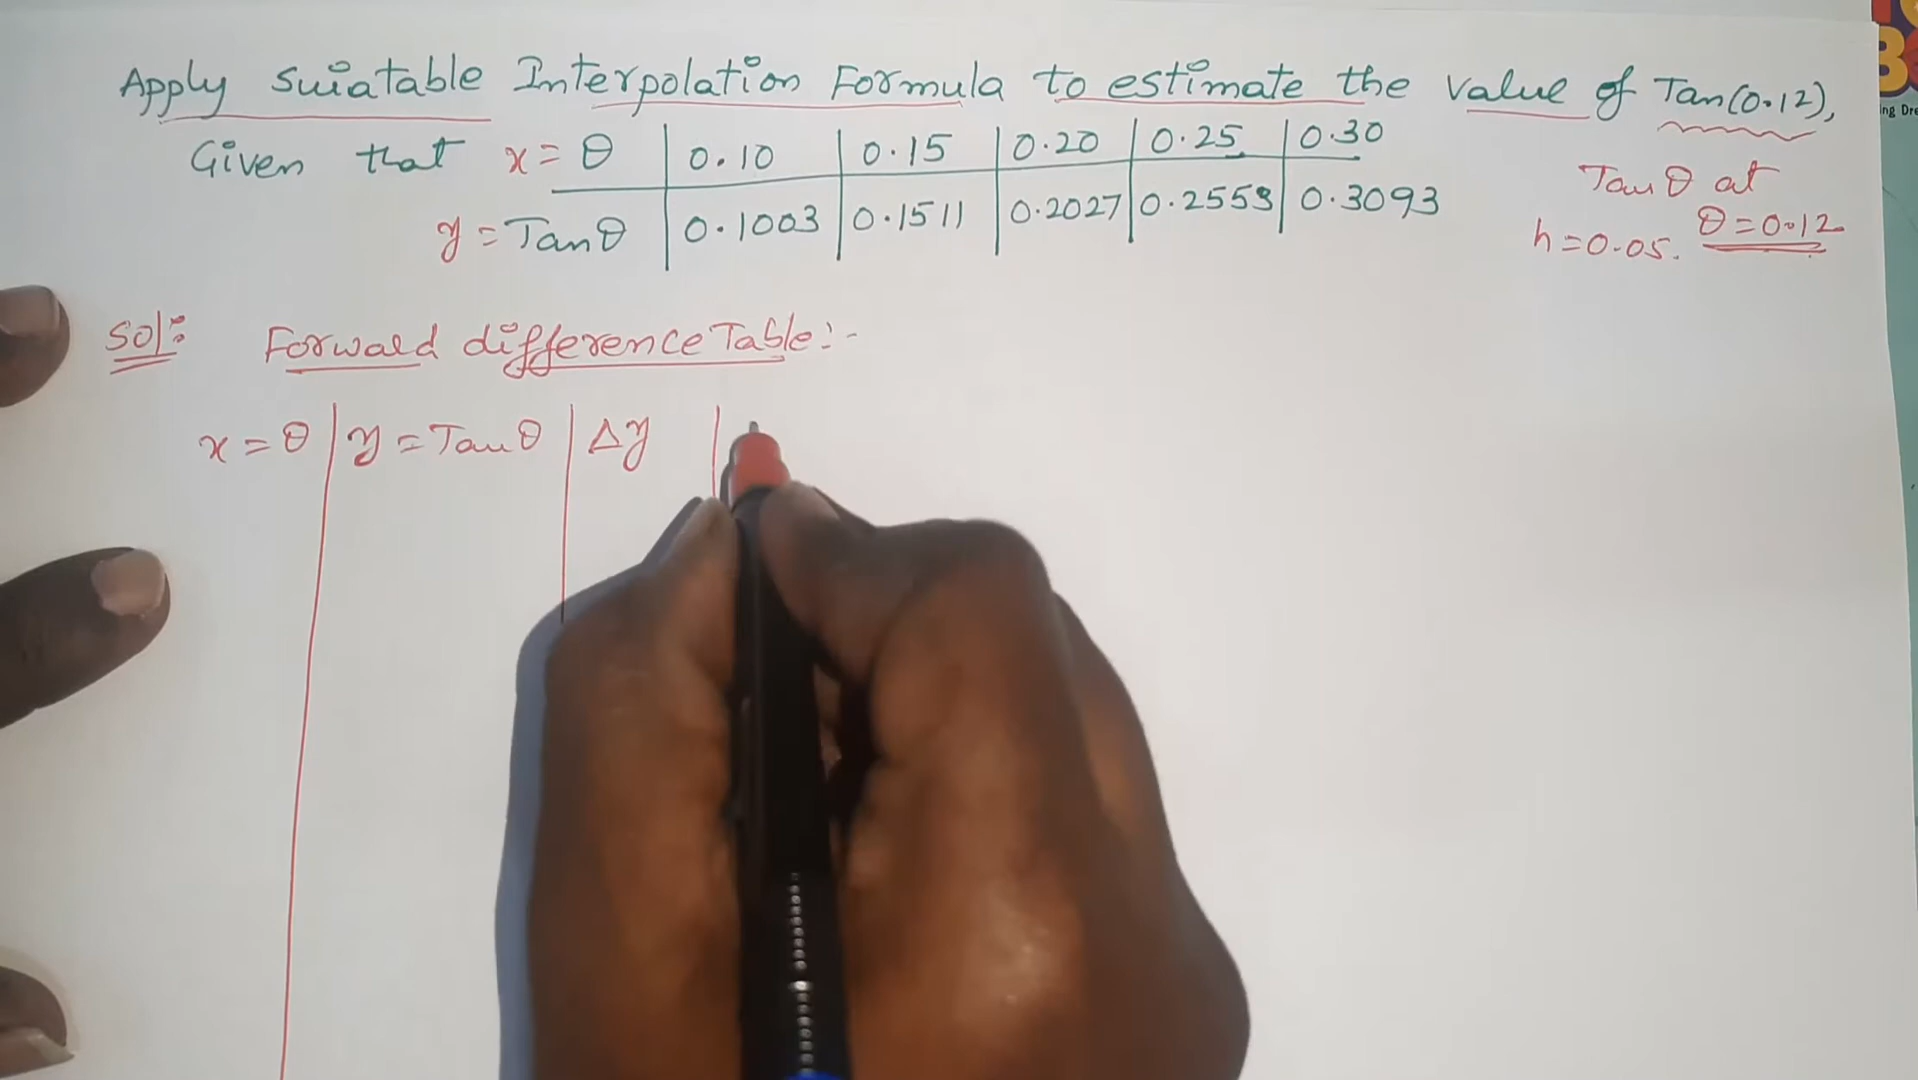 Apply Suiatable Interpolation Formula to estimate the value of Tan(0.12),
Given that x = θ | 0.10 | 0.15 | 0.20 | 0.25 | 0.30
y = Tanθ | 0.1003 | 0.1511 | 0.2027 | 0.2553 | 0.3093
Tanθ at
h = 0.05. θ = 0.12
Sol: Forward difference Table:-
x = θ | y = Tanθ | Δy |
ing Dre